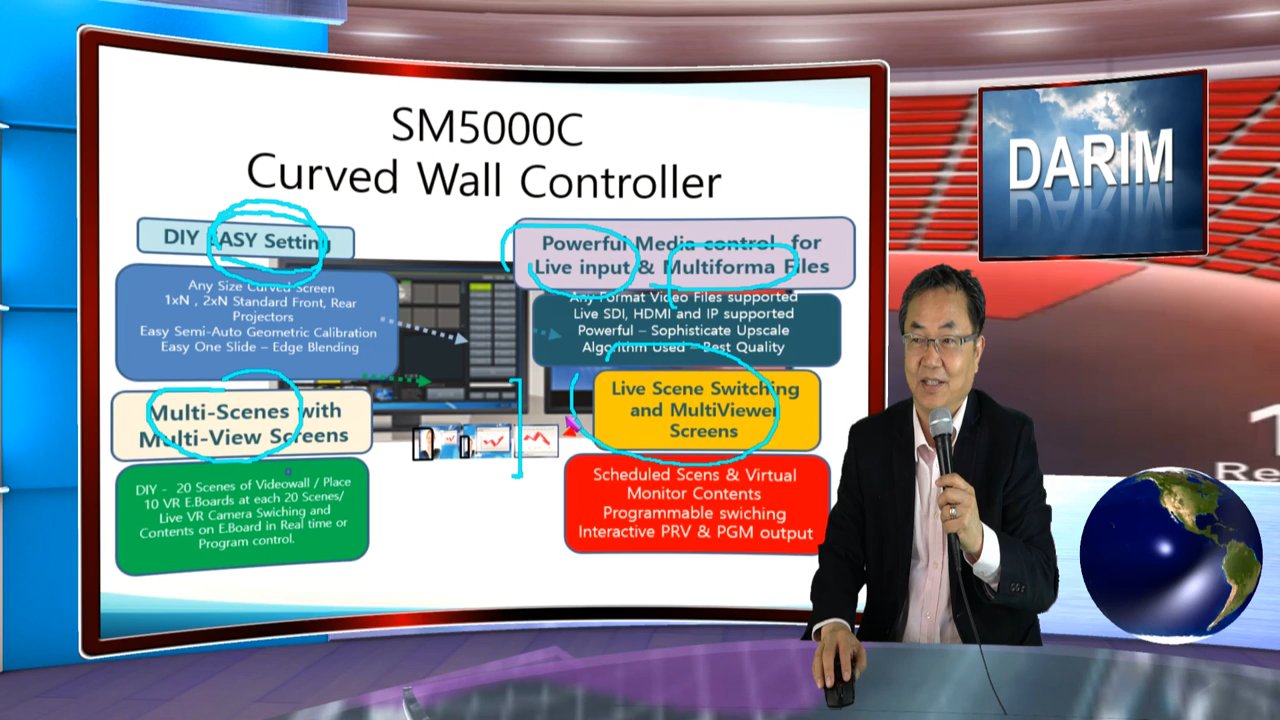 SM5000C
Curved Wall Controller
DIY EASY Setting
Any Size Curved Screen
1xN , 2xN Standard Front, Rear
Projectors
Easy Semi-Auto Geometric Calibration
Easy One Slide – Edge Blending
Multi-Scenes with
Multi-View Screens
DIY - 20 Scenes of Videowall / Place
10 VR E.Boards at each 20 Scenes/
Live VR Camera Swiching and
Contents on E.Board in Real time or
Program control.
Powerful Media control for
Live input & Multiforma Files
Any Format Video Files supported
Live SDI, HDMI and IP supported
Powerful – Sophisticate Upscale
Algorithm Used – Best Quality
Live Scene Switching
and MultiViewer
Screens
Scheduled Scens & Virtual
Monitor Contents
Programmable swiching
Interactive PRV & PGM output
DARIM
1
Re